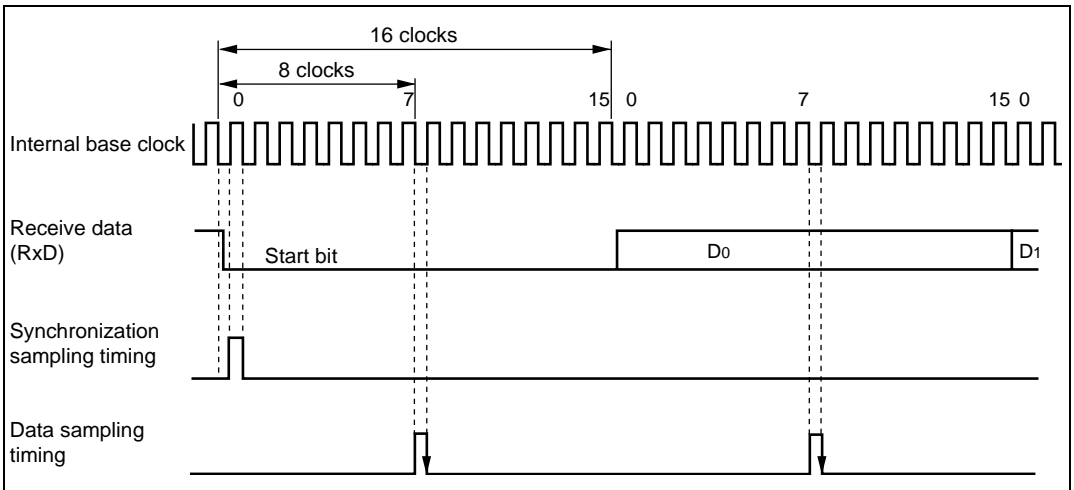 16 clocks
8 clocks
0 7 15 0 7 15 0
Internal base clock
Receive data
(RxD)
Start bit
D0
D1
Synchronization
sampling timing
Data sampling
timing